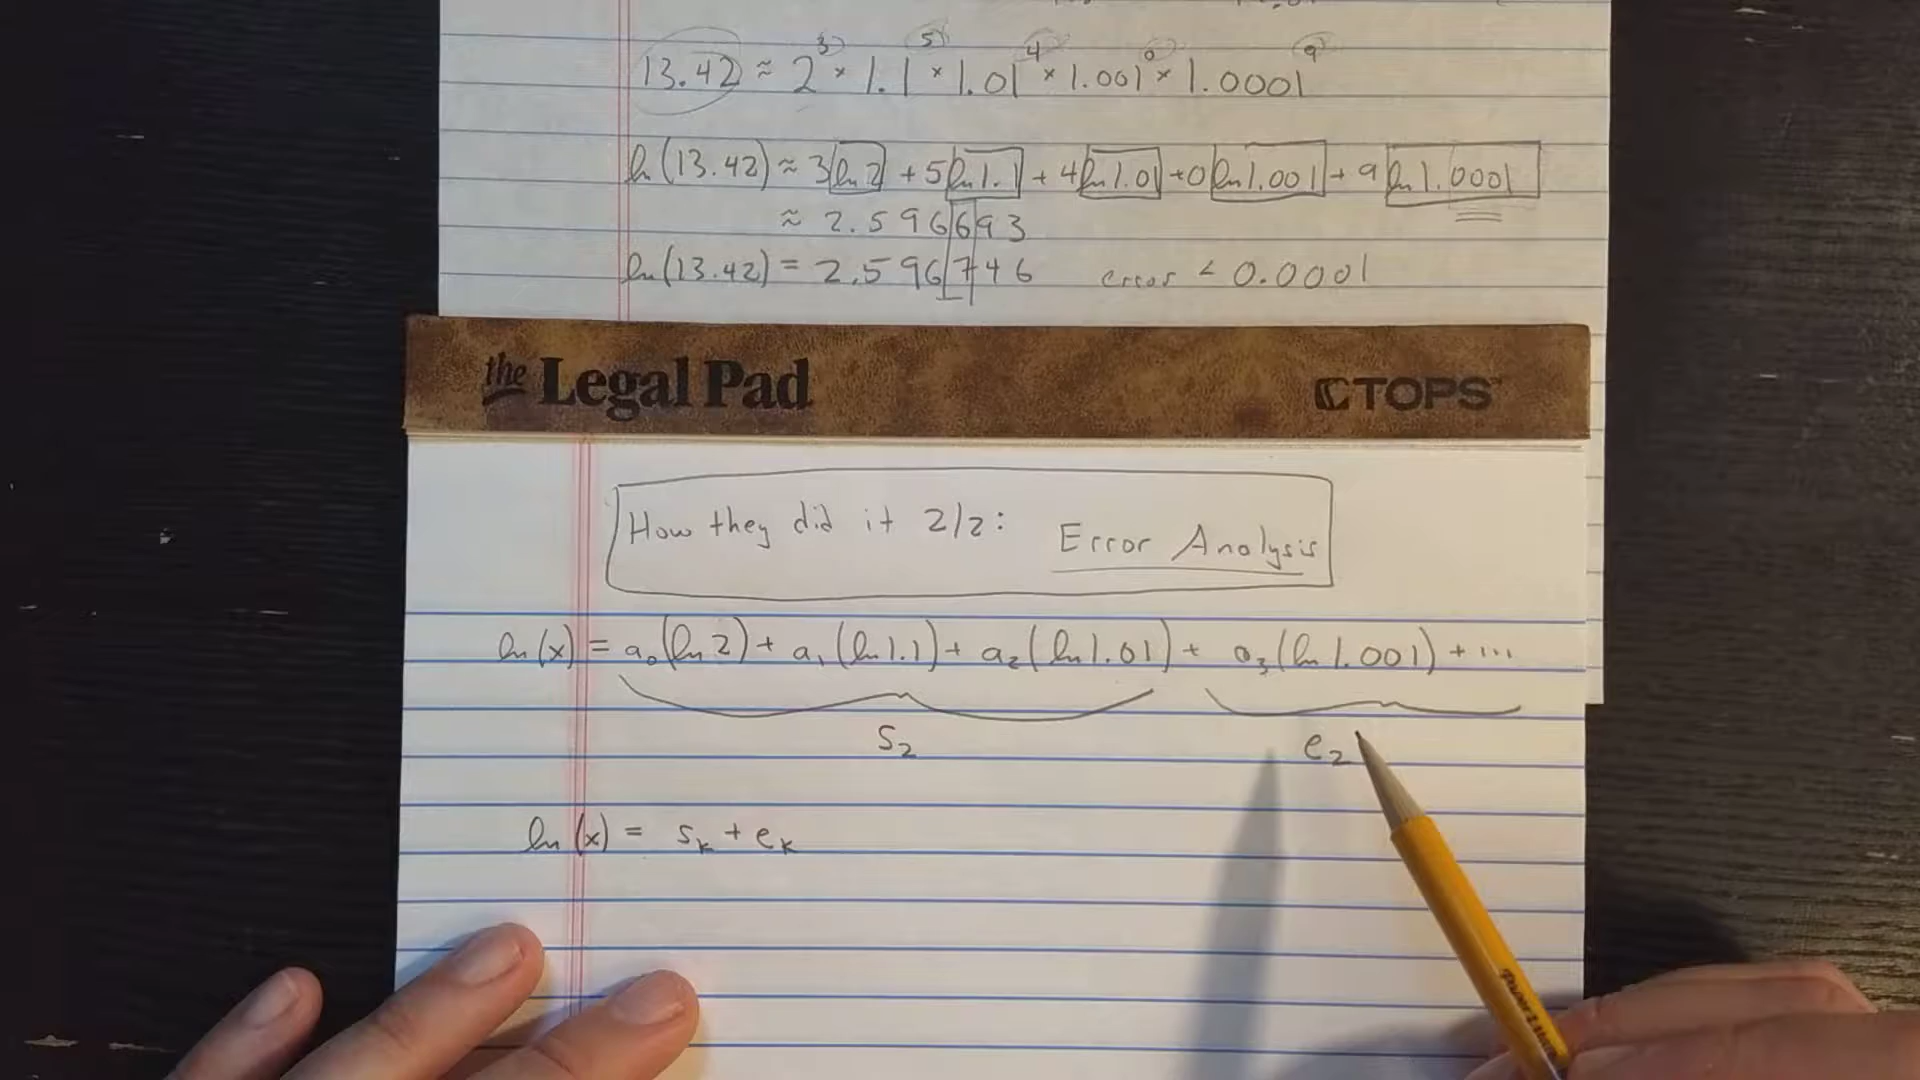 13.42 ≈ 2³ × 1.1⁵ × 1.01⁴ × 1.001⁰ × 1.0001⁹
ln(13.42) ≈ 3 ln 2 + 5 ln 1.1 + 4 ln 1.01 + 0 ln 1.001 + 9 ln 1.0001
≈ 2.596693
ln(13.42) = 2.596746 error < 0.0001
the Legal Pad TOPS
How they did it 2/2: Error Analysis
ln(x) = a₀(ln 2) + a₁(ln 1.1) + a₂(ln 1.01) + a₃(ln 1.001) + ...
S₂ e₂
ln(x) = Sₖ + eₖ